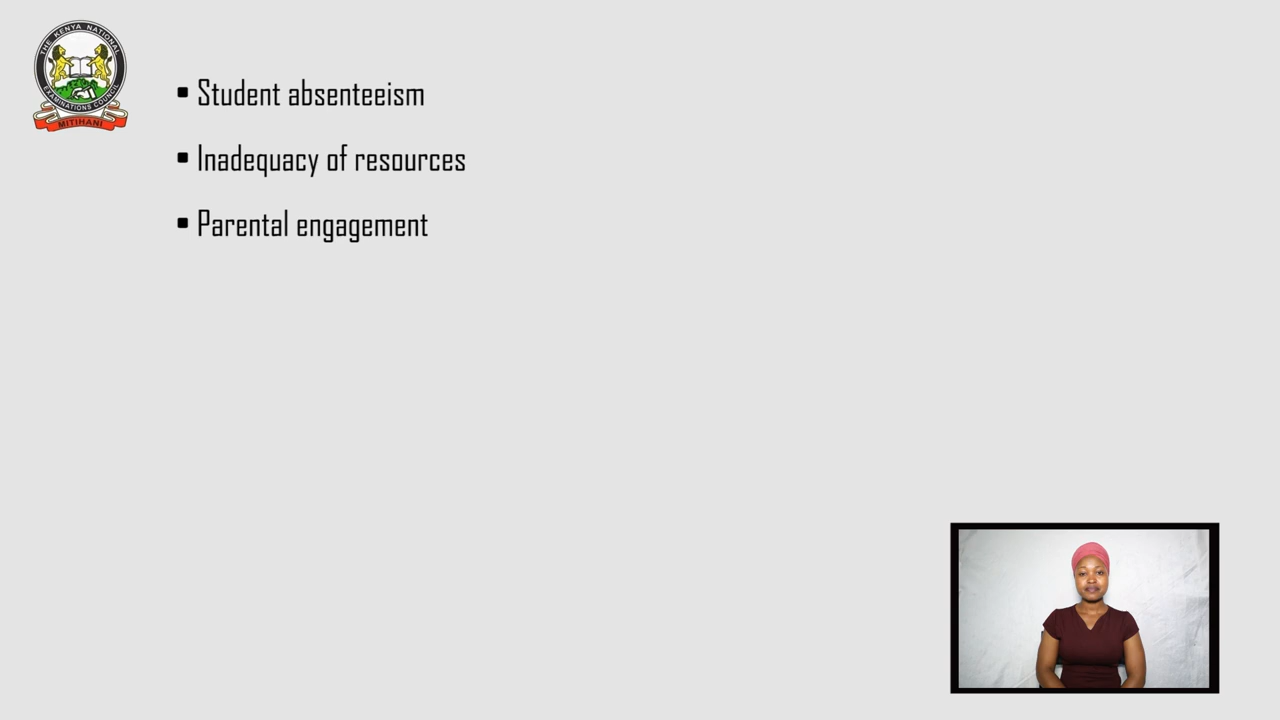 THE KENYA NATIONAL
EXAMINATIONS COUNCIL
MITIHANI
▪ Student absenteeism
▪ Inadequacy of resources
▪ Parental engagement